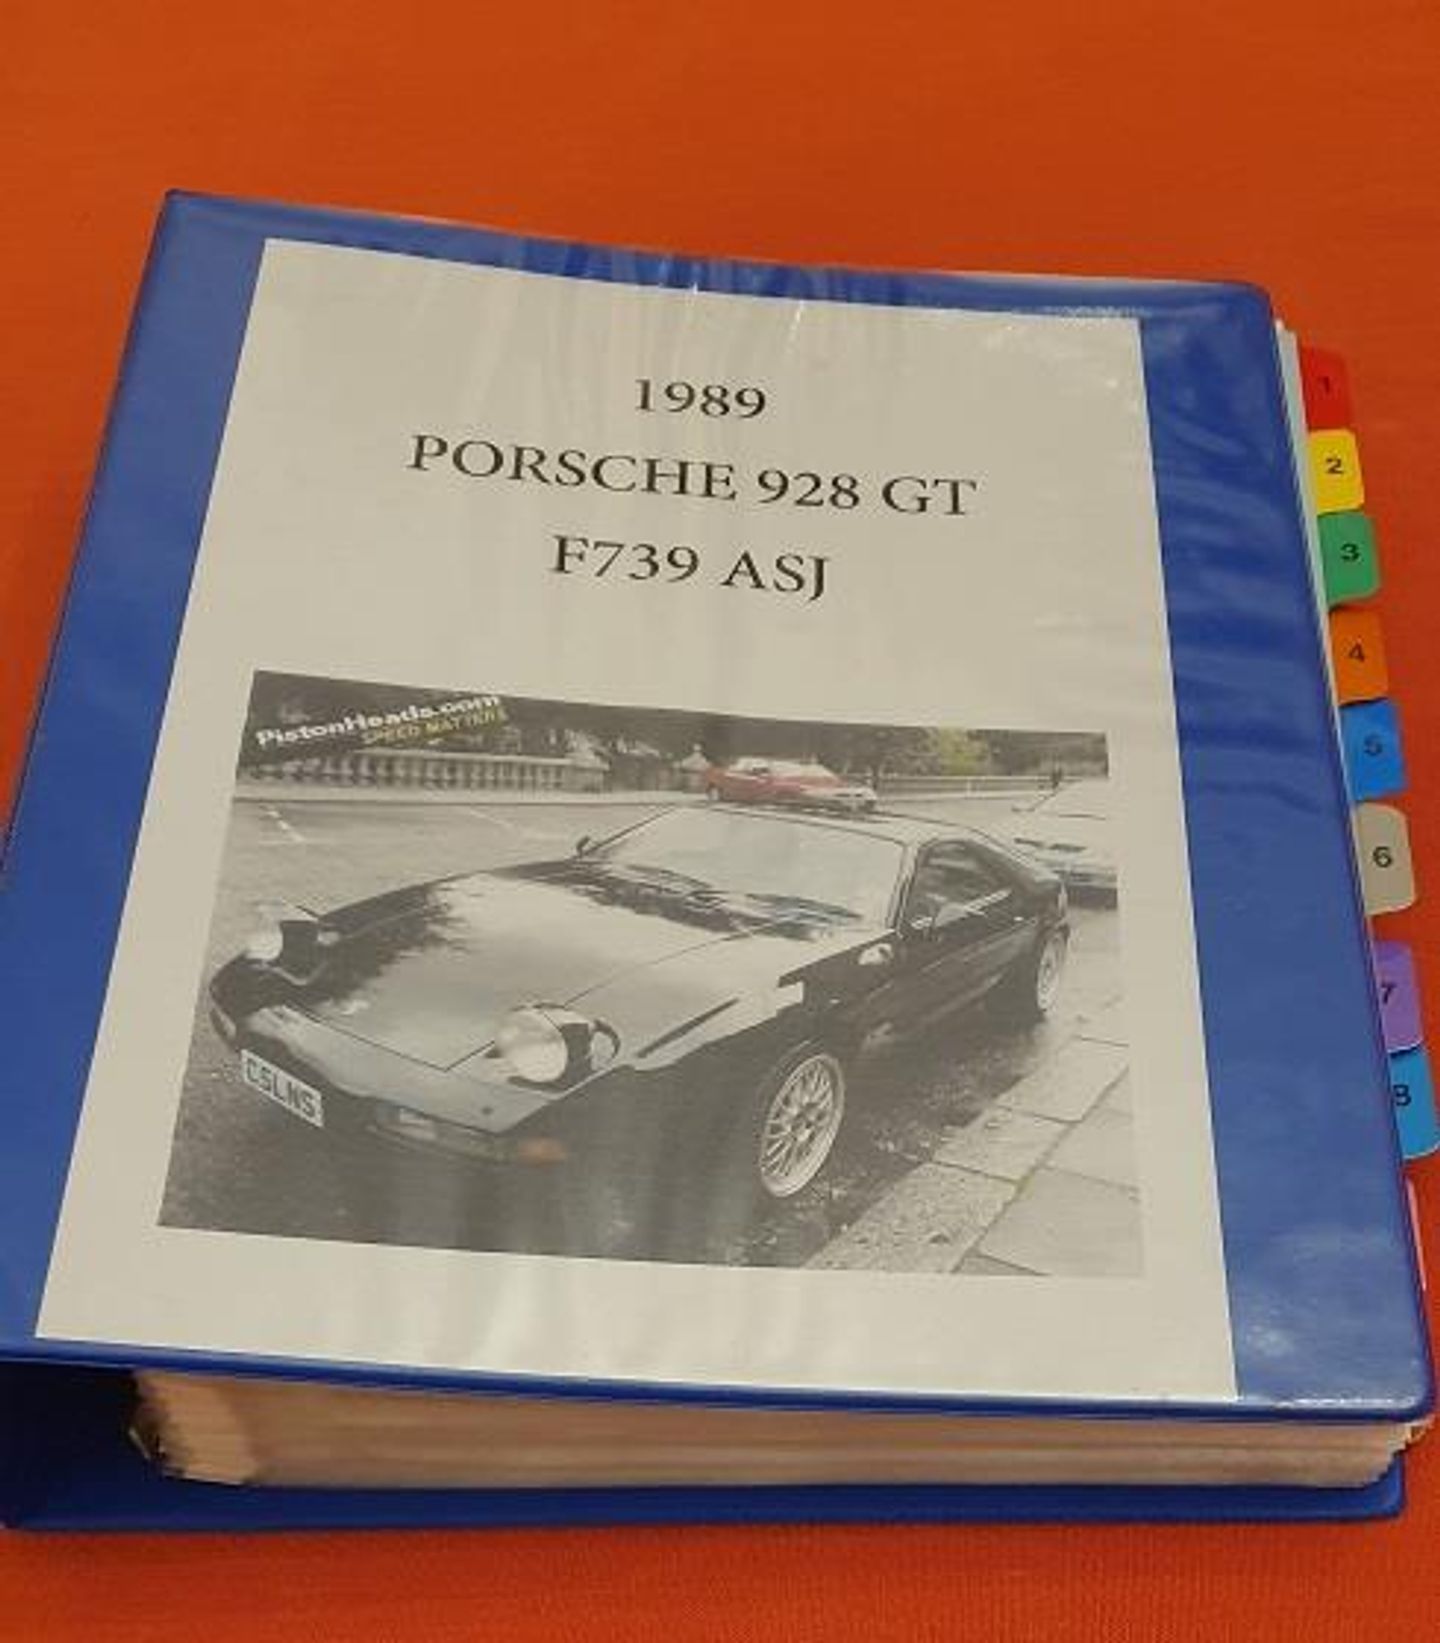 1989
PORSCHE 928 GT
F739 ASJ
PistonHeads.com
SPEED MATTERS
1
2
3
4
5
6
7
8